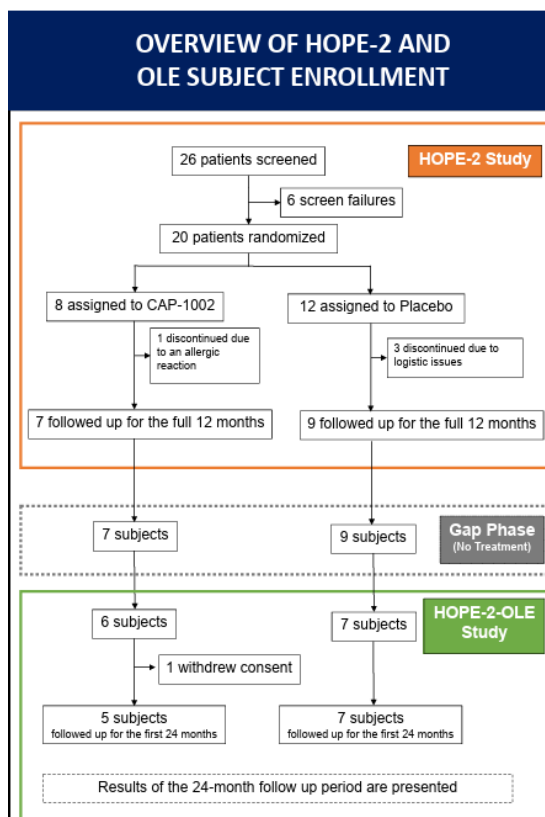 OVERVIEW OF HOPE-2 AND
OLE SUBJECT ENROLLMENT
26 patients screened
HOPE-2 Study
6 screen failures
20 patients randomized
8 assigned to CAP-1002
12 assigned to Placebo
1 discontinued due
to an allergic
reaction
3 discontinued due to
logistic issues
7 followed up for the full 12 months
9 followed up for the full 12 months
7 subjects
9 subjects
Gap Phase
(No Treatment)
6 subjects
7 subjects
HOPE-2-OLE
Study
1 withdrew consent
5 subjects
followed up for the first 24 months
7 subjects
followed up for the first 24 months
Results of the 24-month follow up period are presented